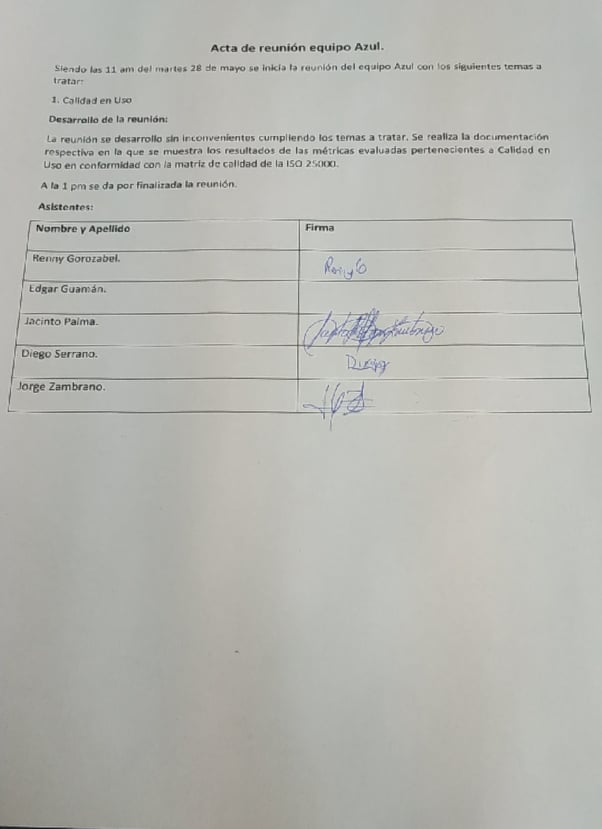 Acta de reunión equipo Azul.
Siendo las 11 am del martes 28 de mayo se inicia la reunión del equipo Azul con los siguientes temas a
tratar:
1. Calidad en Uso
Desarrollo de la reunión:
La reunión se desarrollo sin inconvenientes cumpliendo los temas a tratar. Se realiza la documentación
respectiva en la que se muestra los resultados de las métricas evaluadas pertenecientes a Calidad en
Uso en conformidad con la matriz de calidad de la ISO 25000.
A la 1 pm se da por finalizada la reunión.
Asistentes:
Nombre y Apellido Firma
Renny Gorozabel. Renny G
Edgar Guamán.
Jacinto Palma.
Diego Serrano.
Jorge Zambrano.